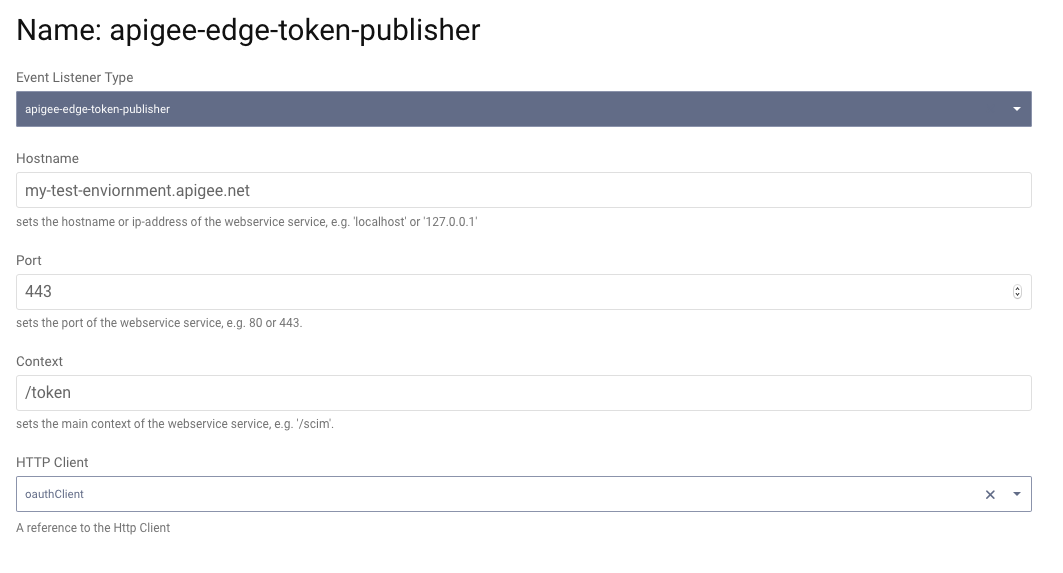 Name: apigee-edge-token-publisher
Event Listener Type
apigee-edge-token-publisher
Hostname
my-test-enviornment.apigee.net
sets the hostname or ip-address of the webservice service, e.g. 'localhost' or '127.0.0.1'
Port
443
sets the port of the webservice service, e.g. 80 or 443.
Context
/token
sets the main context of the webservice service, e.g. '/scim'.
HTTP Client
oauthClient
A reference to the Http Client